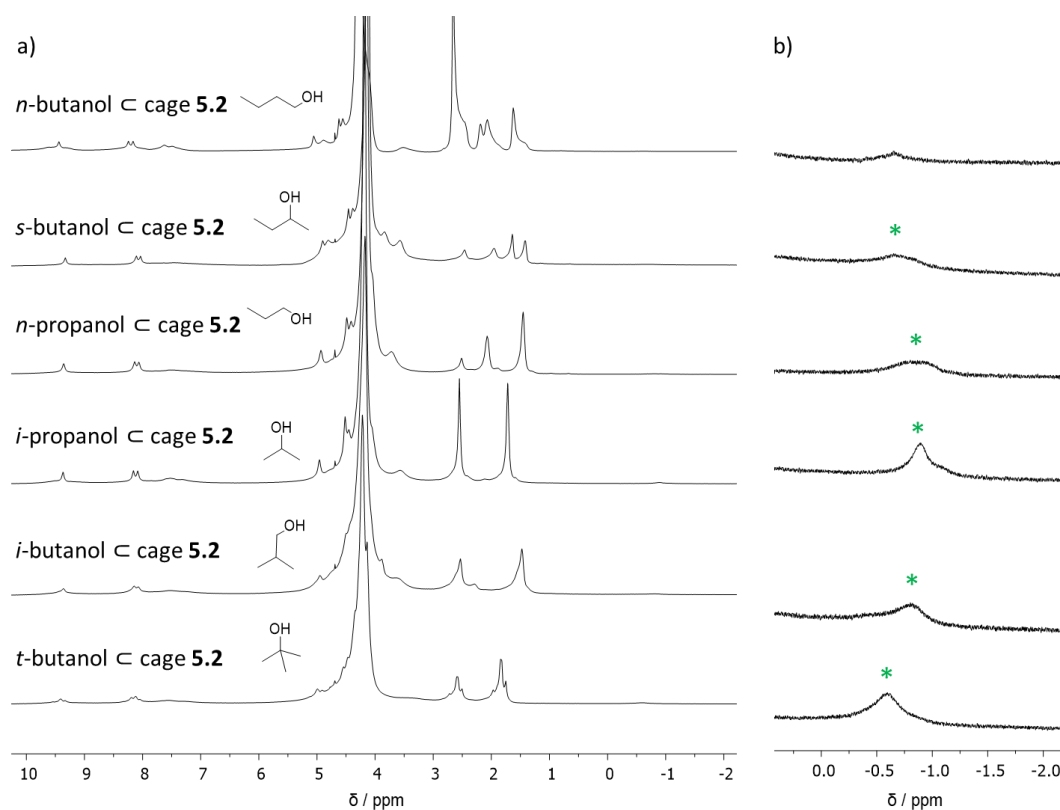 a)
b)
n-butanol ⊂ cage 5.2
OH
*
s-butanol ⊂ cage 5.2
OH
*
n-propanol ⊂ cage 5.2
OH
*
i-propanol ⊂ cage 5.2
OH
*
i-butanol ⊂ cage 5.2
OH
*
t-butanol ⊂ cage 5.2
OH
10 9 8 7 6 5 4 3 2 1 0 -1 -2
δ / ppm
0.0 -0.5 -1.0 -1.5 -2.0
δ / ppm